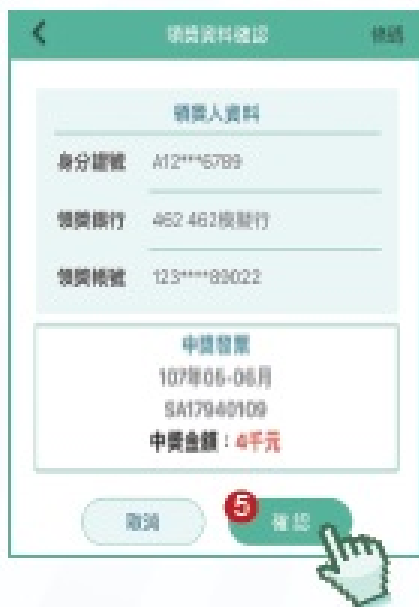 領獎資料確認 條碼
領獎人資料
身分證號 A12***6789
領獎銀行 462 462模擬行
領獎帳號 123****89022
中獎發票
107年05-06月
SA17940109
中獎金額：4千元
取消 5 確認